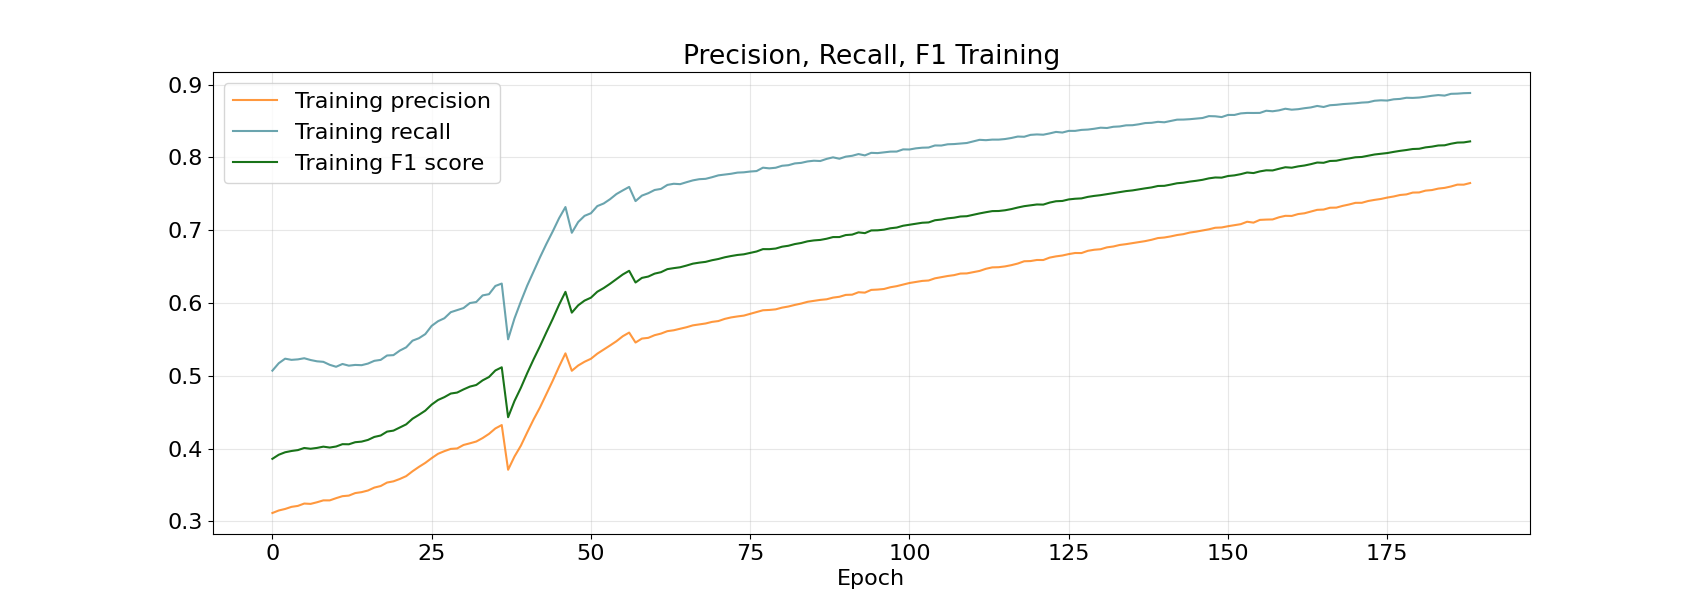 Precision, Recall, F1 Training
0.9
0.8
0.7
0.6
0.5
0.4
0.3
Training precision
Training recall
Training F1 score
0 25 50 75 100 125 150 175
Epoch